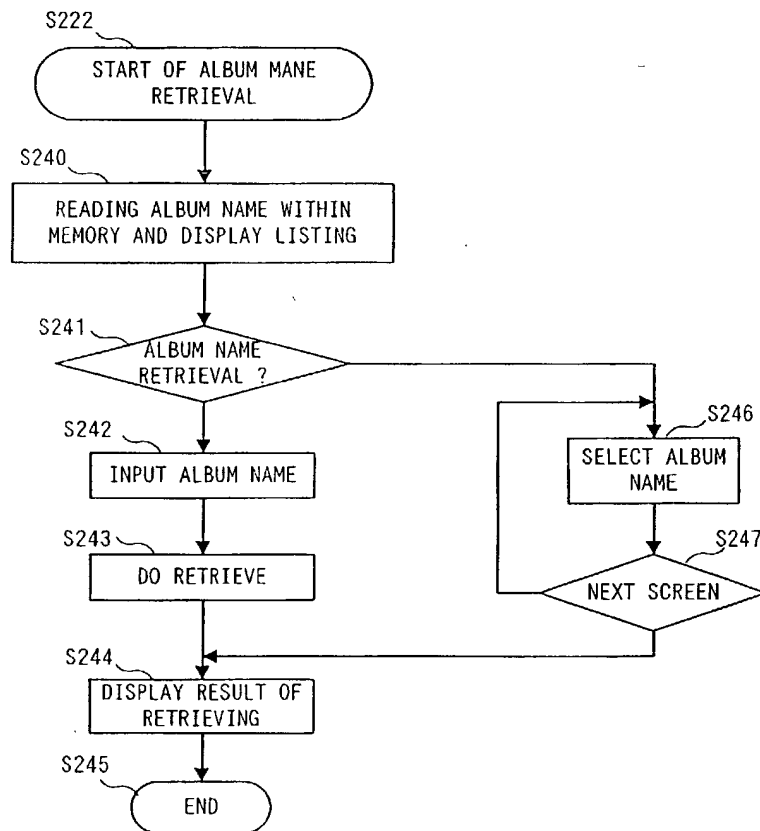 S222
START OF ALBUM MANE
RETRIEVAL
S240
READING ALBUM NAME WITHIN
MEMORY AND DISPLAY LISTING
S241
ALBUM NAME
RETRIEVAL ?
S242
INPUT ALBUM NAME
S243
DO RETRIEVE
S246
SELECT ALBUM
NAME
S247
NEXT SCREEN
S244
DISPLAY RESULT OF
RETRIEVING
S245
END